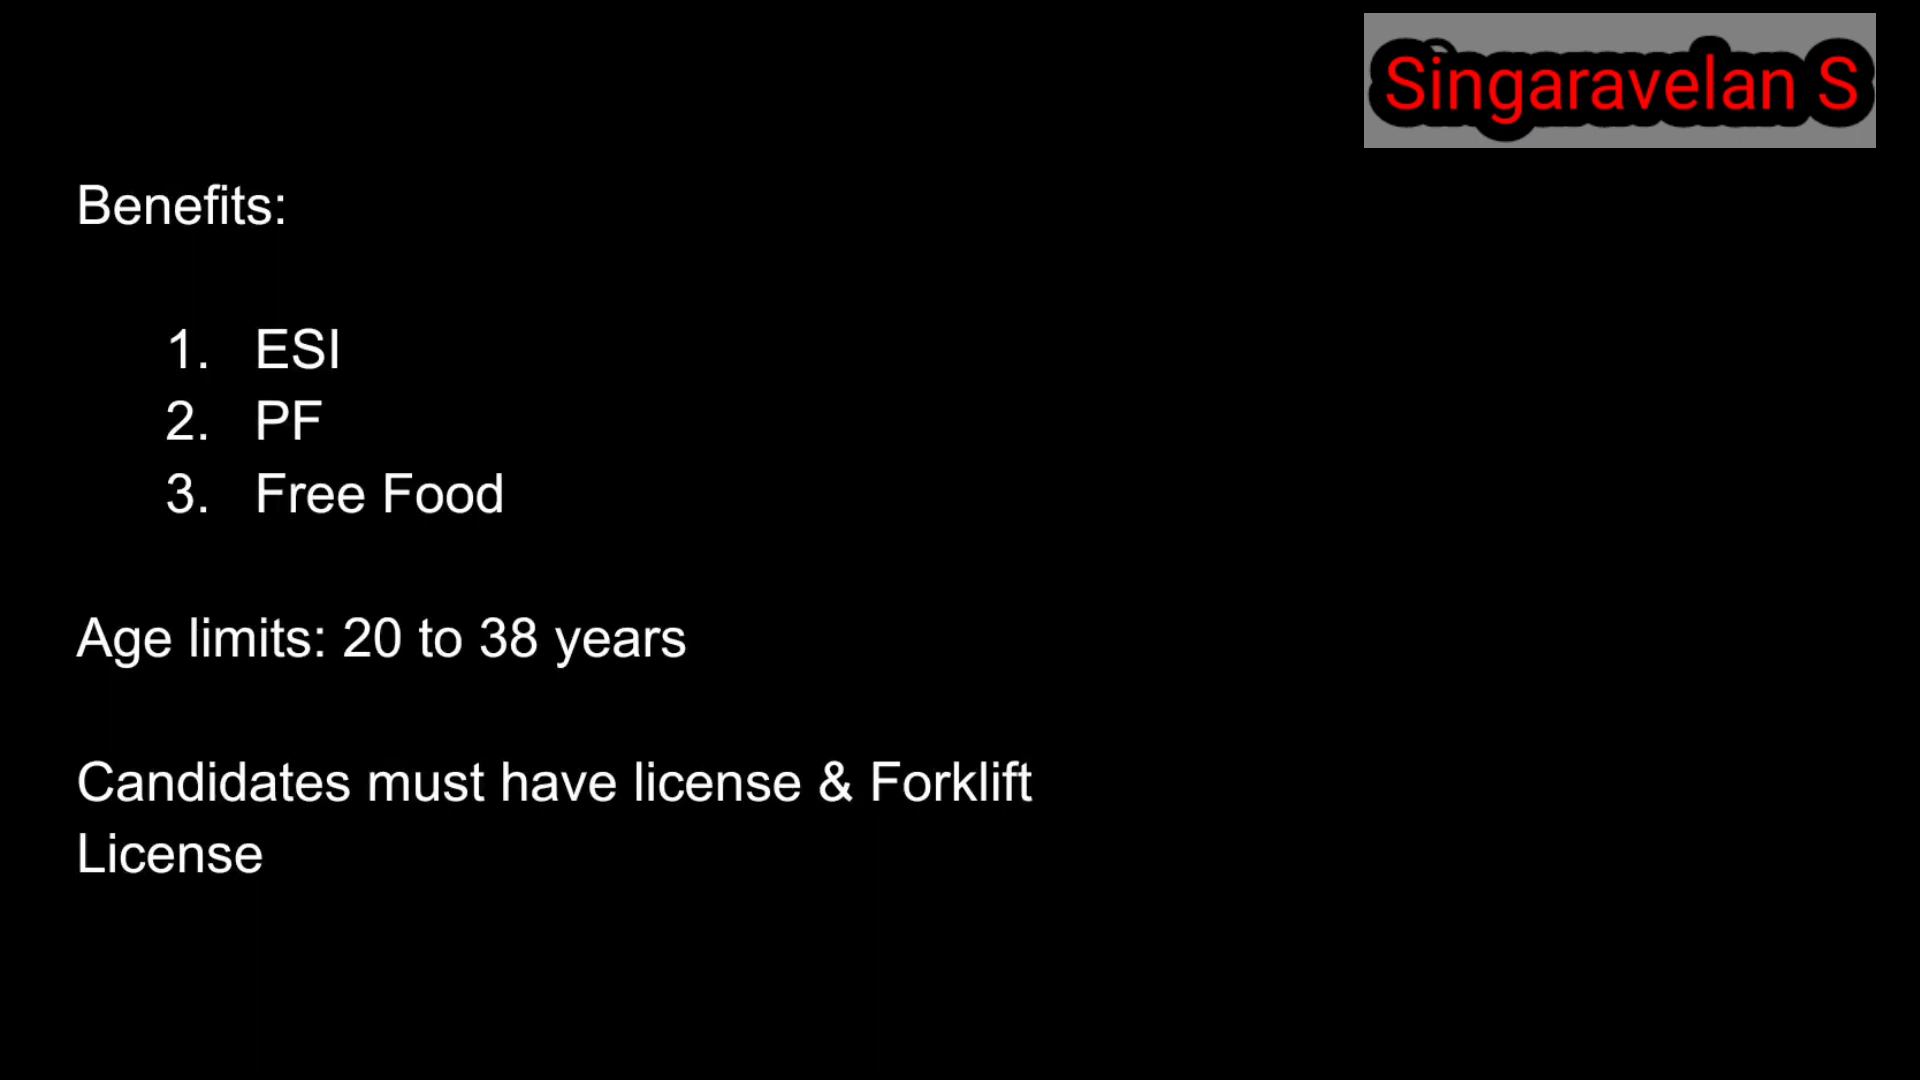 Singaravelan S
Benefits:
1. ESI
2. PF
3. Free Food
Age limits: 20 to 38 years
Candidates must have license & Forklift
License